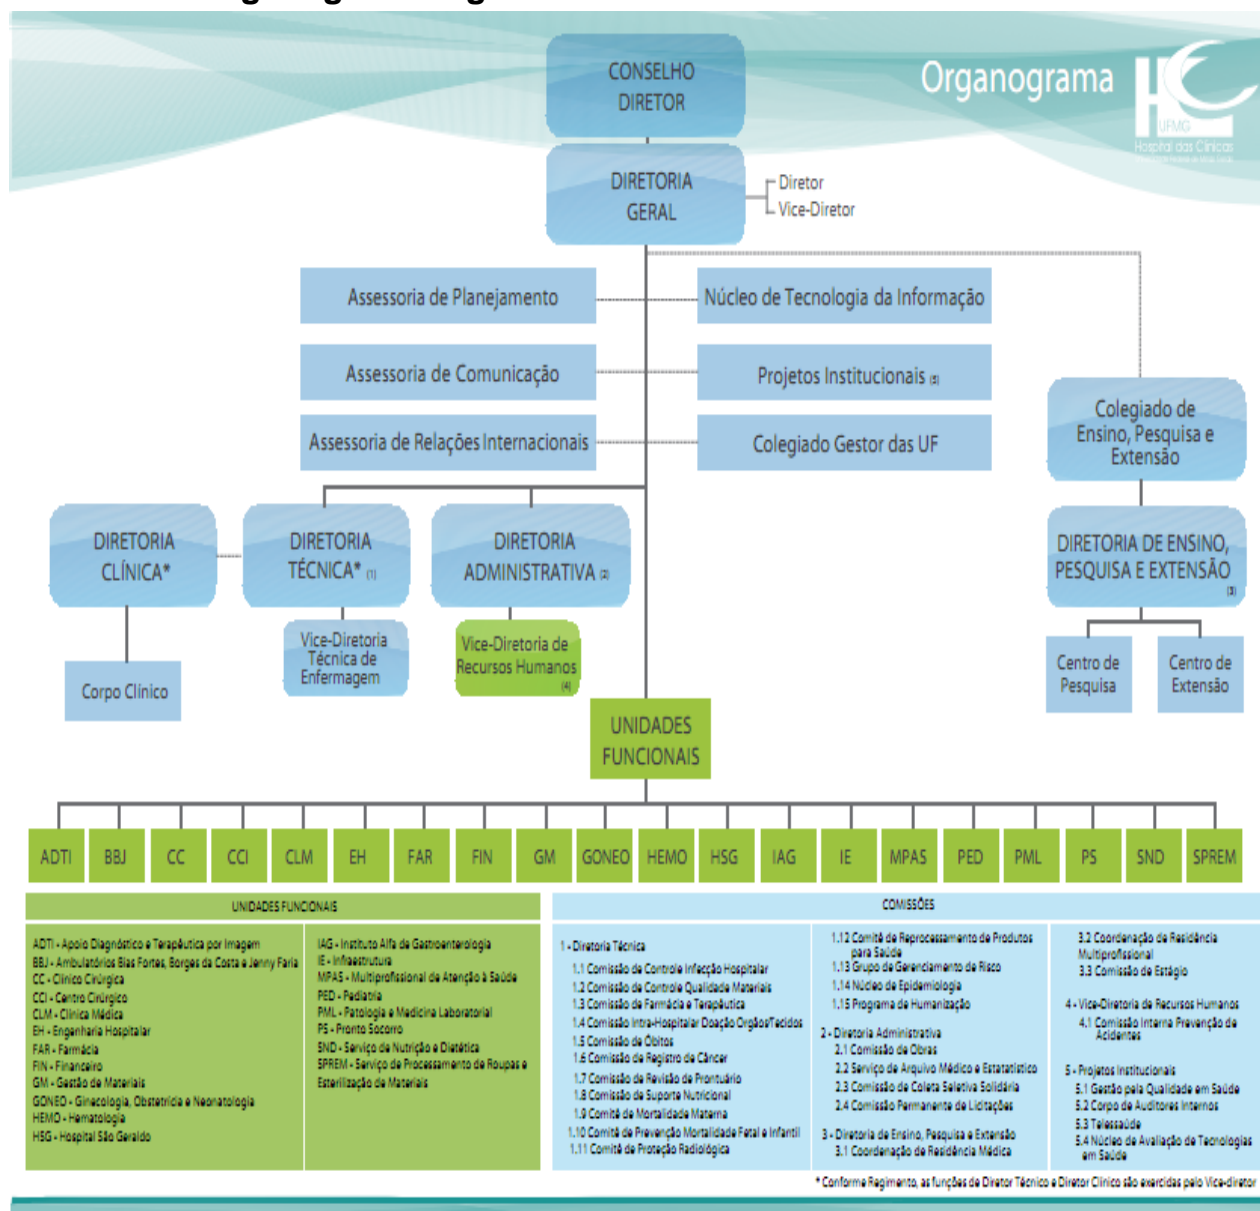 CONSELHO
DIRETOR
Organograma
UFMG
Hospital das Clínicas
DIRETORIA
GERAL
Diretor
Vice-Diretor
Assessoria de Planejamento
Núcleo de Tecnologia da Informação
Assessoria de Comunicação
Projetos Institucionais (5)
Assessoria de Relações Internacionais
Colegiado Gestor das UF
Colegiado de
Ensino, Pesquisa e
Extensão
DIRETORIA
CLÍNICA*
DIRETORIA
TÉCNICA* (1)
DIRETORIA
ADMINISTRATIVA (2)
DIRETORIA DE ENSINO,
PESQUISA E EXTENSÃO
(3)
Corpo Clínico
Vice-Diretoria
Técnica de
Enfermagem
Vice-Diretoria de
Recursos Humanos
(4)
Centro de
Pesquisa
Centro de
Extensão
UNIDADES
FUNCIONAIS
ADTI
BBJ
CC
CCI
CLM
EH
FAR
FIN
GM
GONEO
HEMO
HSG
IAG
IE
MPAS
PED
PML
PS
SND
SPREM
UNIDADES FUNCIONAIS
ADTI - Apoio Diagnóstico e Terapêutica por Imagem
BBJ - Ambulatórios Bias Fortes, Borges da Costa e Jenny Faria
CC - Clínica Cirúrgica
CCI - Centro Cirúrgico
CLM - Clínica Médica
EH - Engenharia Hospitalar
FAR - Farmácia
FIN - Financeiro
GM - Gestão de Materiais
GONEO - Ginecologia, Obstetrícia e Neonatologia
HEMO - Hematologia
HSG - Hospital São Geraldo
IAG - Instituto Alfa de Gastroenterologia
IE - Infraestrutura
MPAS - Multiprofissional de Atenção à Saúde
PED - Pediatria
PML - Patologia e Medicina Laboratorial
PS - Pronto Socorro
SND - Serviço de Nutrição e Dietética
SPREM - Serviço de Processamento de Roupas e
Esterilização de Materiais
COMISSÕES
1 - Diretoria Técnica
1.1 Comissão de Controle Infecção Hospitalar
1.2 Comissão de Controle Qualidade Materiais
1.3 Comissão de Farmácia e Terapêutica
1.4 Comissão Intra-Hospitalar Doação Orgãos/Tecidos
1.5 Comissão de Óbitos
1.6 Comissão de Registro de Câncer
1.7 Comissão de Revisão de Prontuário
1.8 Comissão de Suporte Nutricional
1.9 Comitê de Mortalidade Materna
1.10 Comitê de Prevenção Mortalidade Fetal e Infantil
1.11 Comitê de Proteção Radiológica
1.12 Comitê de Reprocessamento de Produtos
para Saúde
1.13 Grupo de Gerenciamento de Risco
1.14 Núcleo de Epidemiologia
1.15 Programa de Humanização
2 - Diretoria Administrativa
2.1 Comissão de Obras
2.2 Serviço de Arquivo Médico e Estatatístico
2.3 Comissão de Coleta Seletiva Solidária
2.4 Comissão Permanente de Licitações
3 - Diretoria de Ensino, Pesquisa e Extensão
3.1 Coordenação de Residência Médica
3.2 Coordenação de Residência
Multiprofissional
3.3 Comissão de Estágio
4 - Vice-Diretoria de Recursos Humanos
4.1 Comissão Interna Prevenção de
Acidentes
5 - Projetos Institucionais
5.1 Gestão pela Qualidade em Saúde
5.2 Corpo de Auditores Internos
5.3 Telessaúde
5.4 Núcleo de Avaliação de Tecnologias
em Saúde
* Conforme Regimento, as funções de Diretor Técnico e Diretor Clínico são exercidas pelo Vice-diretor